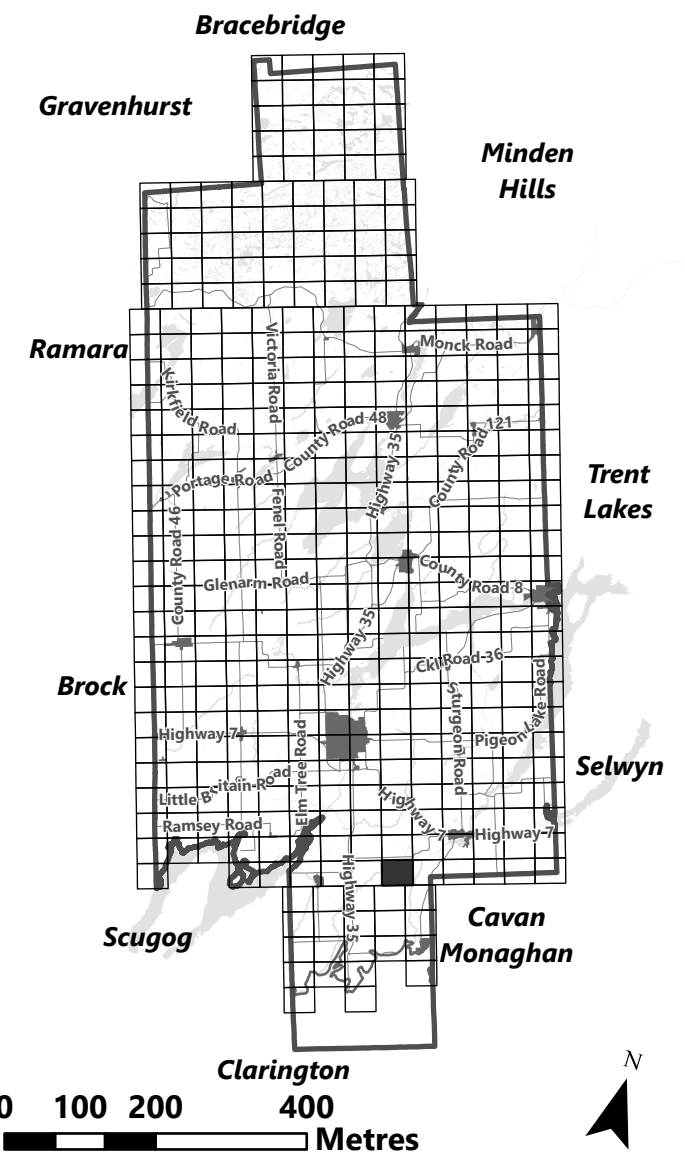 Bracebridge
Gravenhurst
Minden
Hills
Ramara
Victoria Road
Monck Road
Kirkfield Road
County Road 48
County Road 121
Highway 35
Portage Road
Trent
Lakes
Fenel Road
County Road 46
Glenarm Road
County Road 8
Highway 35
Ckl Road 36
Brock
Sturgeon Road
Pigeon Lake Road
Highway 7
Elm Tree Road
Selwyn
Little Britain Road
Highway 7
Ramsey Road
Highway 7
Highway 35
Cavan
Monaghan
Scugog
Clarington
N
0 100 200 400
Metres